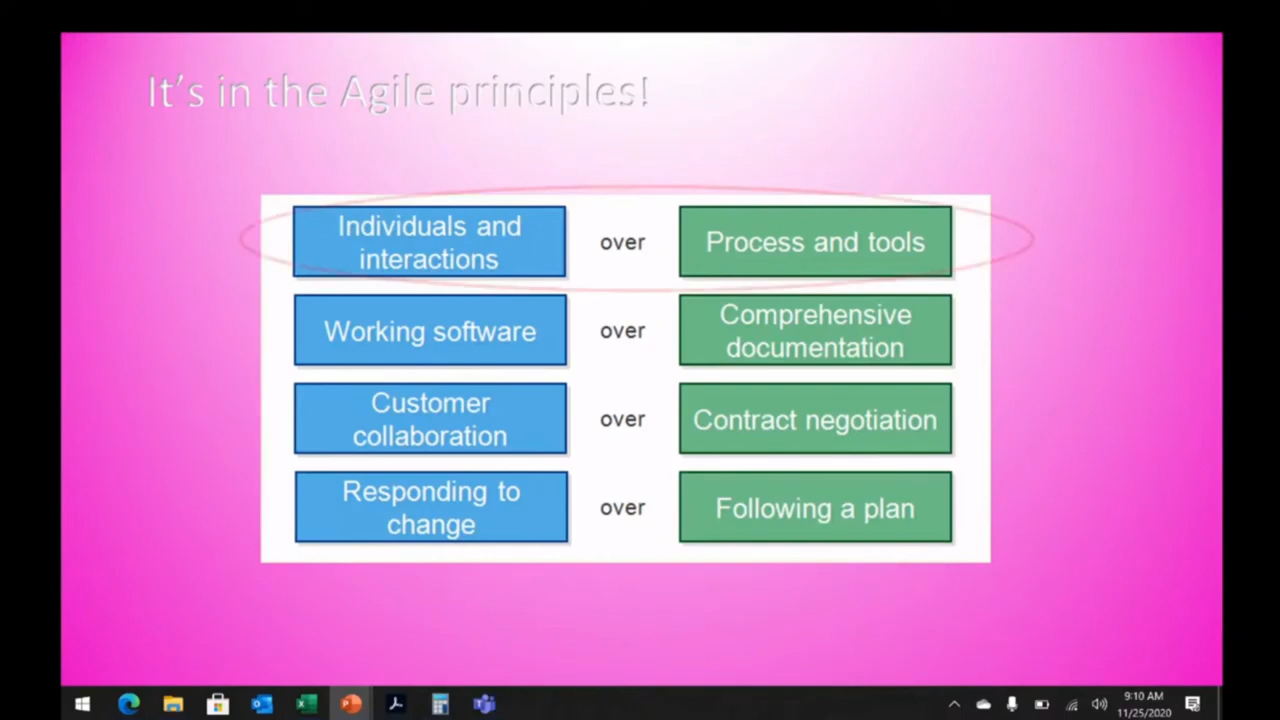 It's in the Agile principles!
Individuals and
interactions
over
Process and tools
Working software
over
Comprehensive
documentation
Customer
collaboration
over
Contract negotiation
Responding to
change
over
Following a plan
9:10 AM
11/25/2020